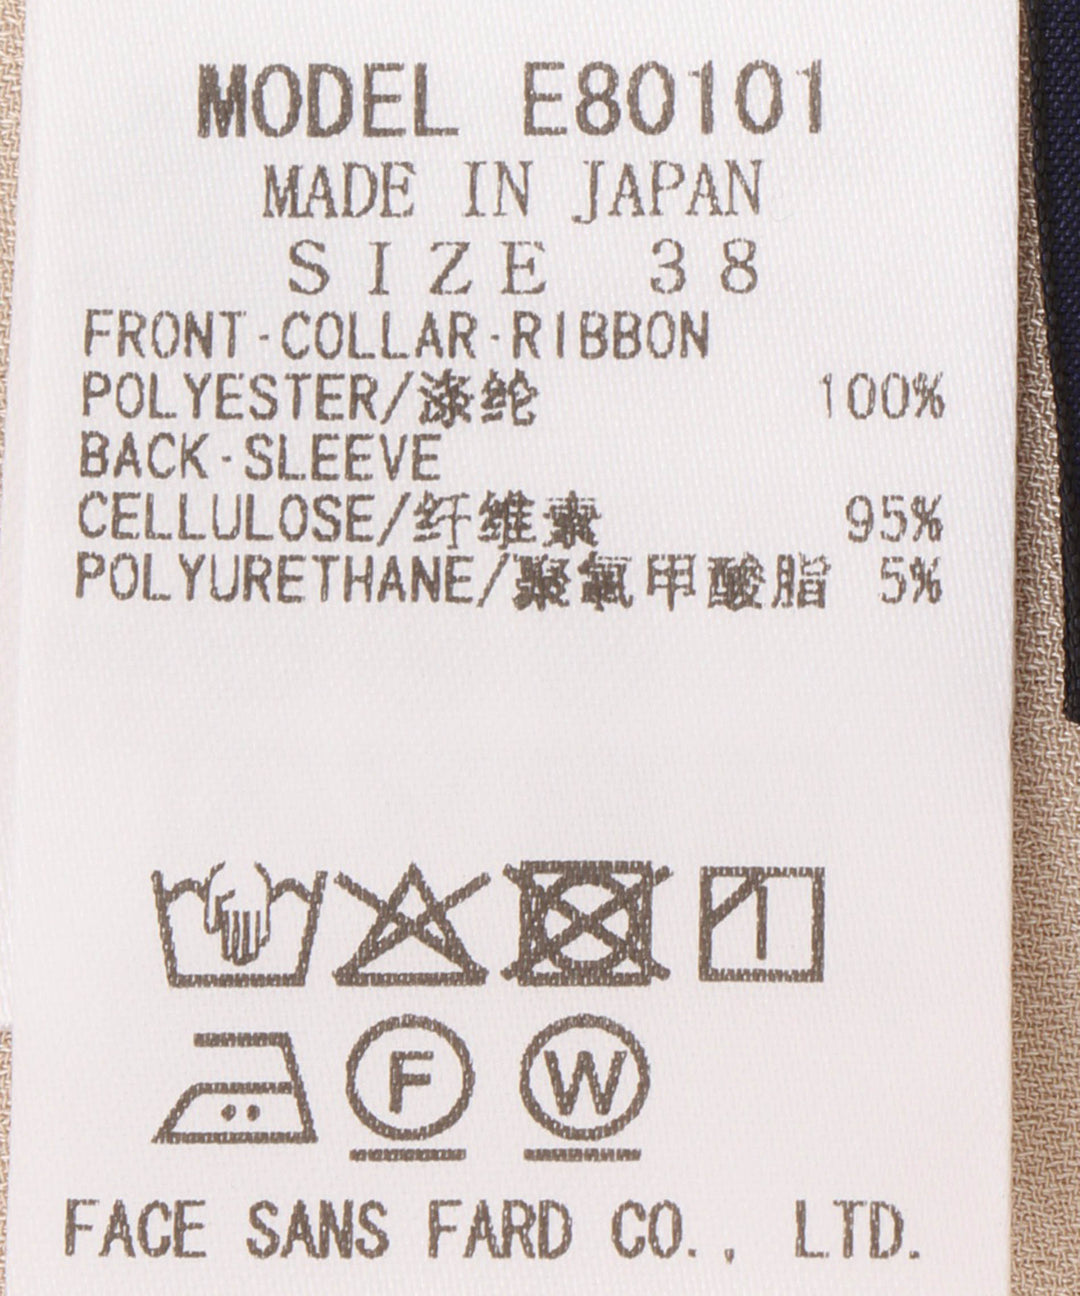 MODEL E80101
MADE IN JAPAN
SIZE 38
FRONT・COLLAR・RIBBON
POLYESTER/涤纶 100%
BACK・SLEEVE
CELLULOSE/纤维素 95%
POLYURETHANE/聚氨甲酸脂 5%
F W
FACE SANS FARD CO., LTD.